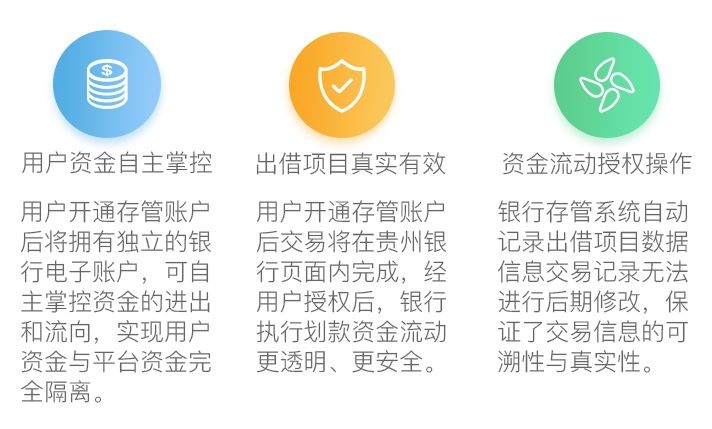 用户资金自主掌控
用户开通存管账户
后将拥有独立的银
行电子账户，可自
主掌控资金的进出
和流向，实现用户
资金与平台资金完
全隔离。
出借项目真实有效
用户开通存管账户
后交易将在贵州银
行页面内完成，经
用户授权后，银行
执行划款资金流动
更透明、更安全。
资金流动授权操作
银行存管系统自动
记录出借项目数据
信息交易记录无法
进行后期修改，保
证了交易信息的可
溯性与真实性。